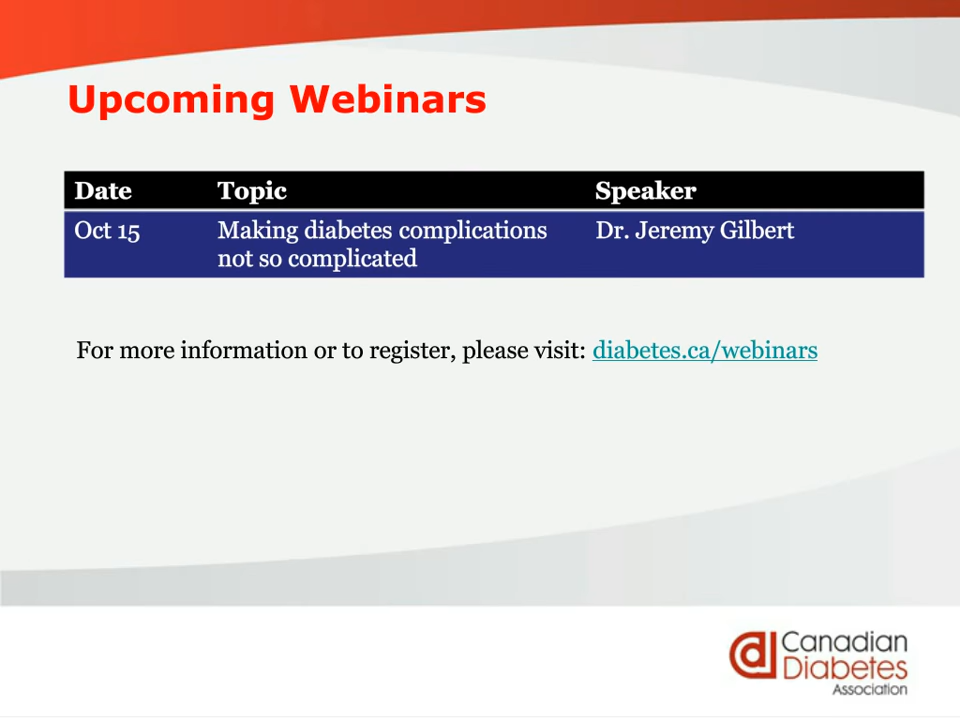 Upcoming Webinars
Date Topic Speaker
Oct 15 Making diabetes complications Dr. Jeremy Gilbert
not so complicated
For more information or to register, please visit: diabetes.ca/webinars
Canadian
Diabetes
Association